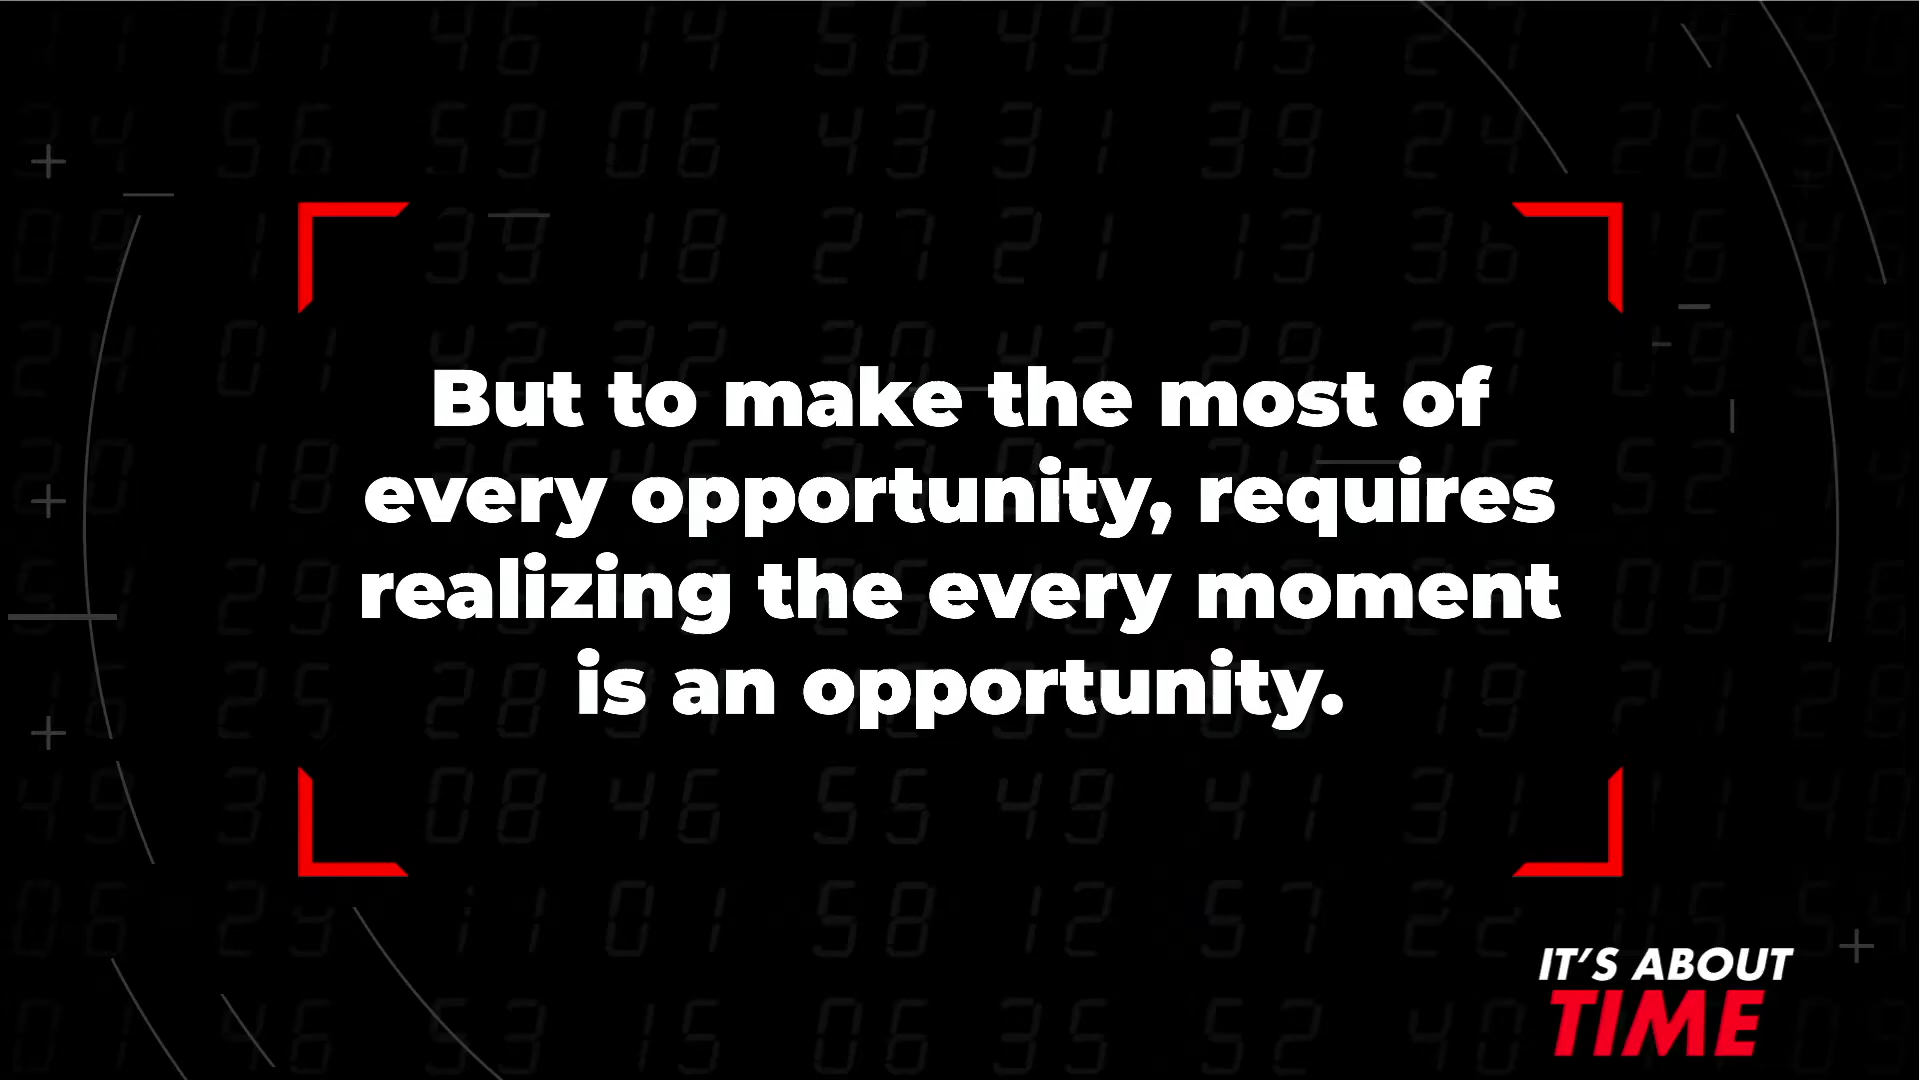 But to make the most of
every opportunity, requires
realizing the every moment
is an opportunity.
IT'S ABOUT
TIME